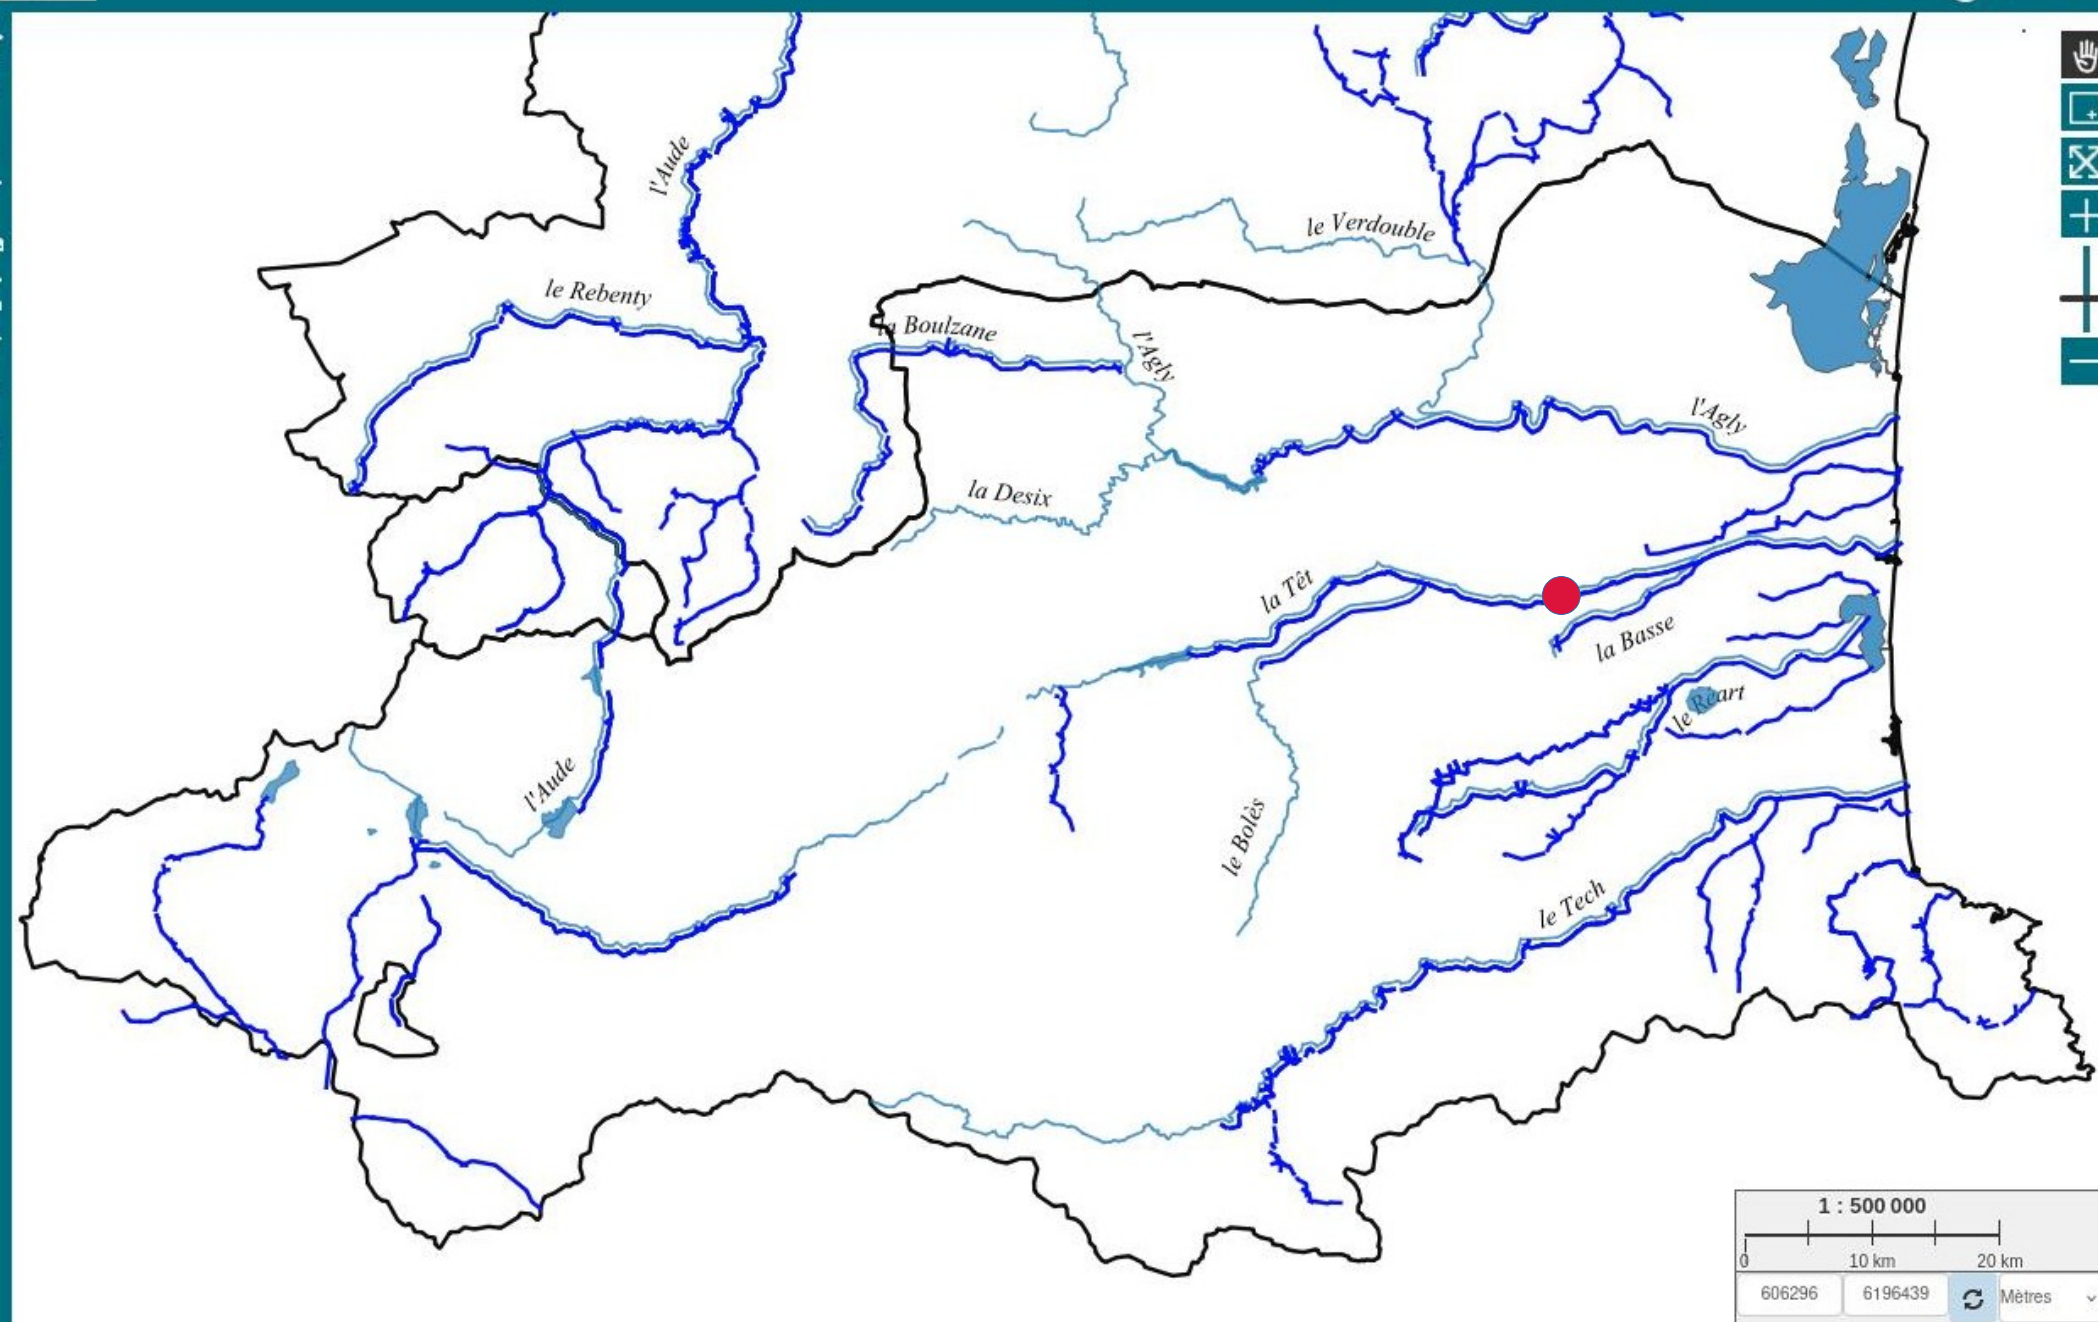 l'Aude
le Verdouble
le Rebenty
la Boulzane
l'Agly
l'Agly
la Desix
la Têt
la Basse
le Réart
l'Aude
le Bolès
le Tech
1 : 500 000
0 10 km 20 km
606296 6196439 Mètres